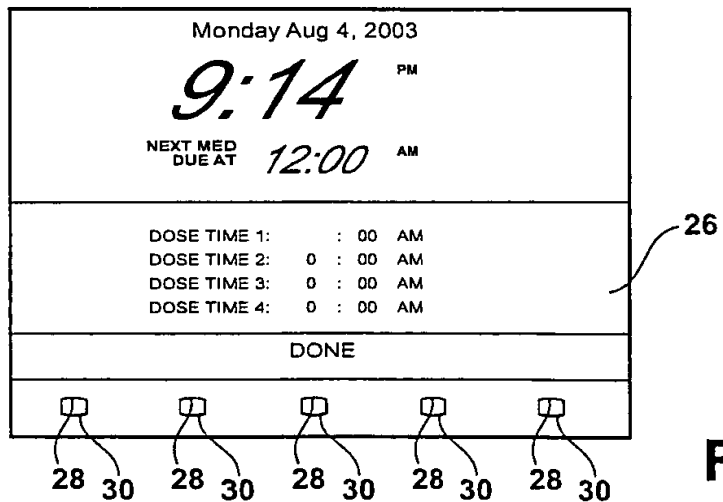 Monday Aug 4, 2003
9:14 PM
NEXT MED
DUE AT 12:00 AM
26
DOSE TIME 1: : 00 AM
DOSE TIME 2: 0 : 00 AM
DOSE TIME 3: 0 : 00 AM
DOSE TIME 4: 0 : 00 AM
DONE
28 30 28 30 28 30 28 30 28 30